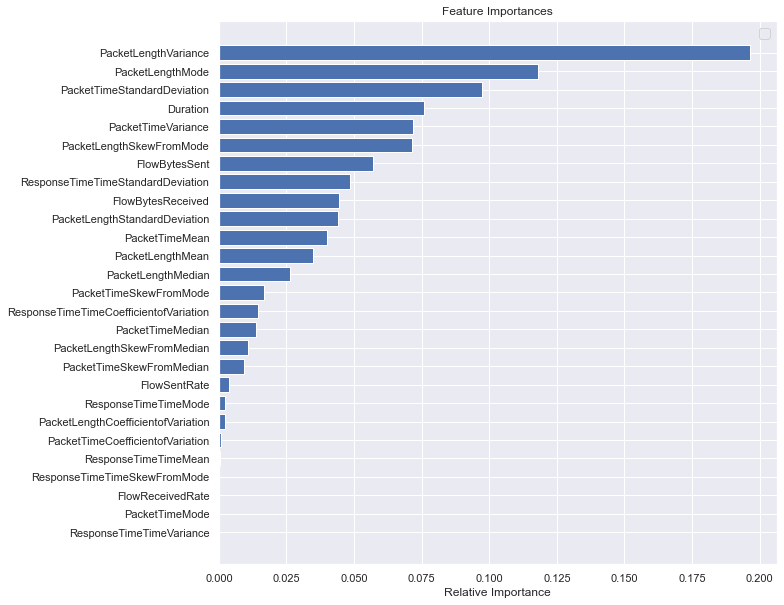 Feature Importances
PacketLengthVariance
PacketLengthMode
PacketTimeStandardDeviation
Duration
PacketTimeVariance
PacketLengthSkewFromMode
FlowBytesSent
ResponseTimeTimeStandardDeviation
FlowBytesReceived
PacketLengthStandardDeviation
PacketTimeMean
PacketLengthMean
PacketLengthMedian
PacketTimeSkewFromMode
ResponseTimeTimeCoefficientofVariation
PacketTimeMedian
PacketLengthSkewFromMedian
PacketTimeSkewFromMedian
FlowSentRate
ResponseTimeTimeMode
PacketLengthCoefficientofVariation
PacketTimeCoefficientofVariation
ResponseTimeTimeMean
ResponseTimeTimeSkewFromMode
FlowReceivedRate
PacketTimeMode
ResponseTimeTimeVariance
0.000 0.025 0.050 0.075 0.100 0.125 0.150 0.175 0.200
Relative Importance